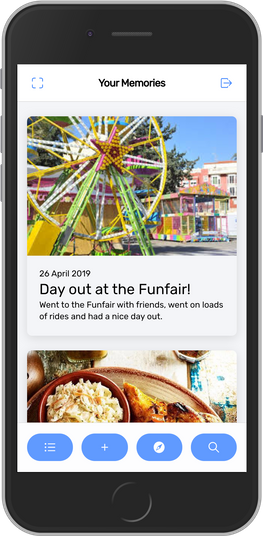 Your Memories
26 April 2019
Day out at the Funfair!
Went to the Funfair with friends, went on loads
of rides and had a nice day out.